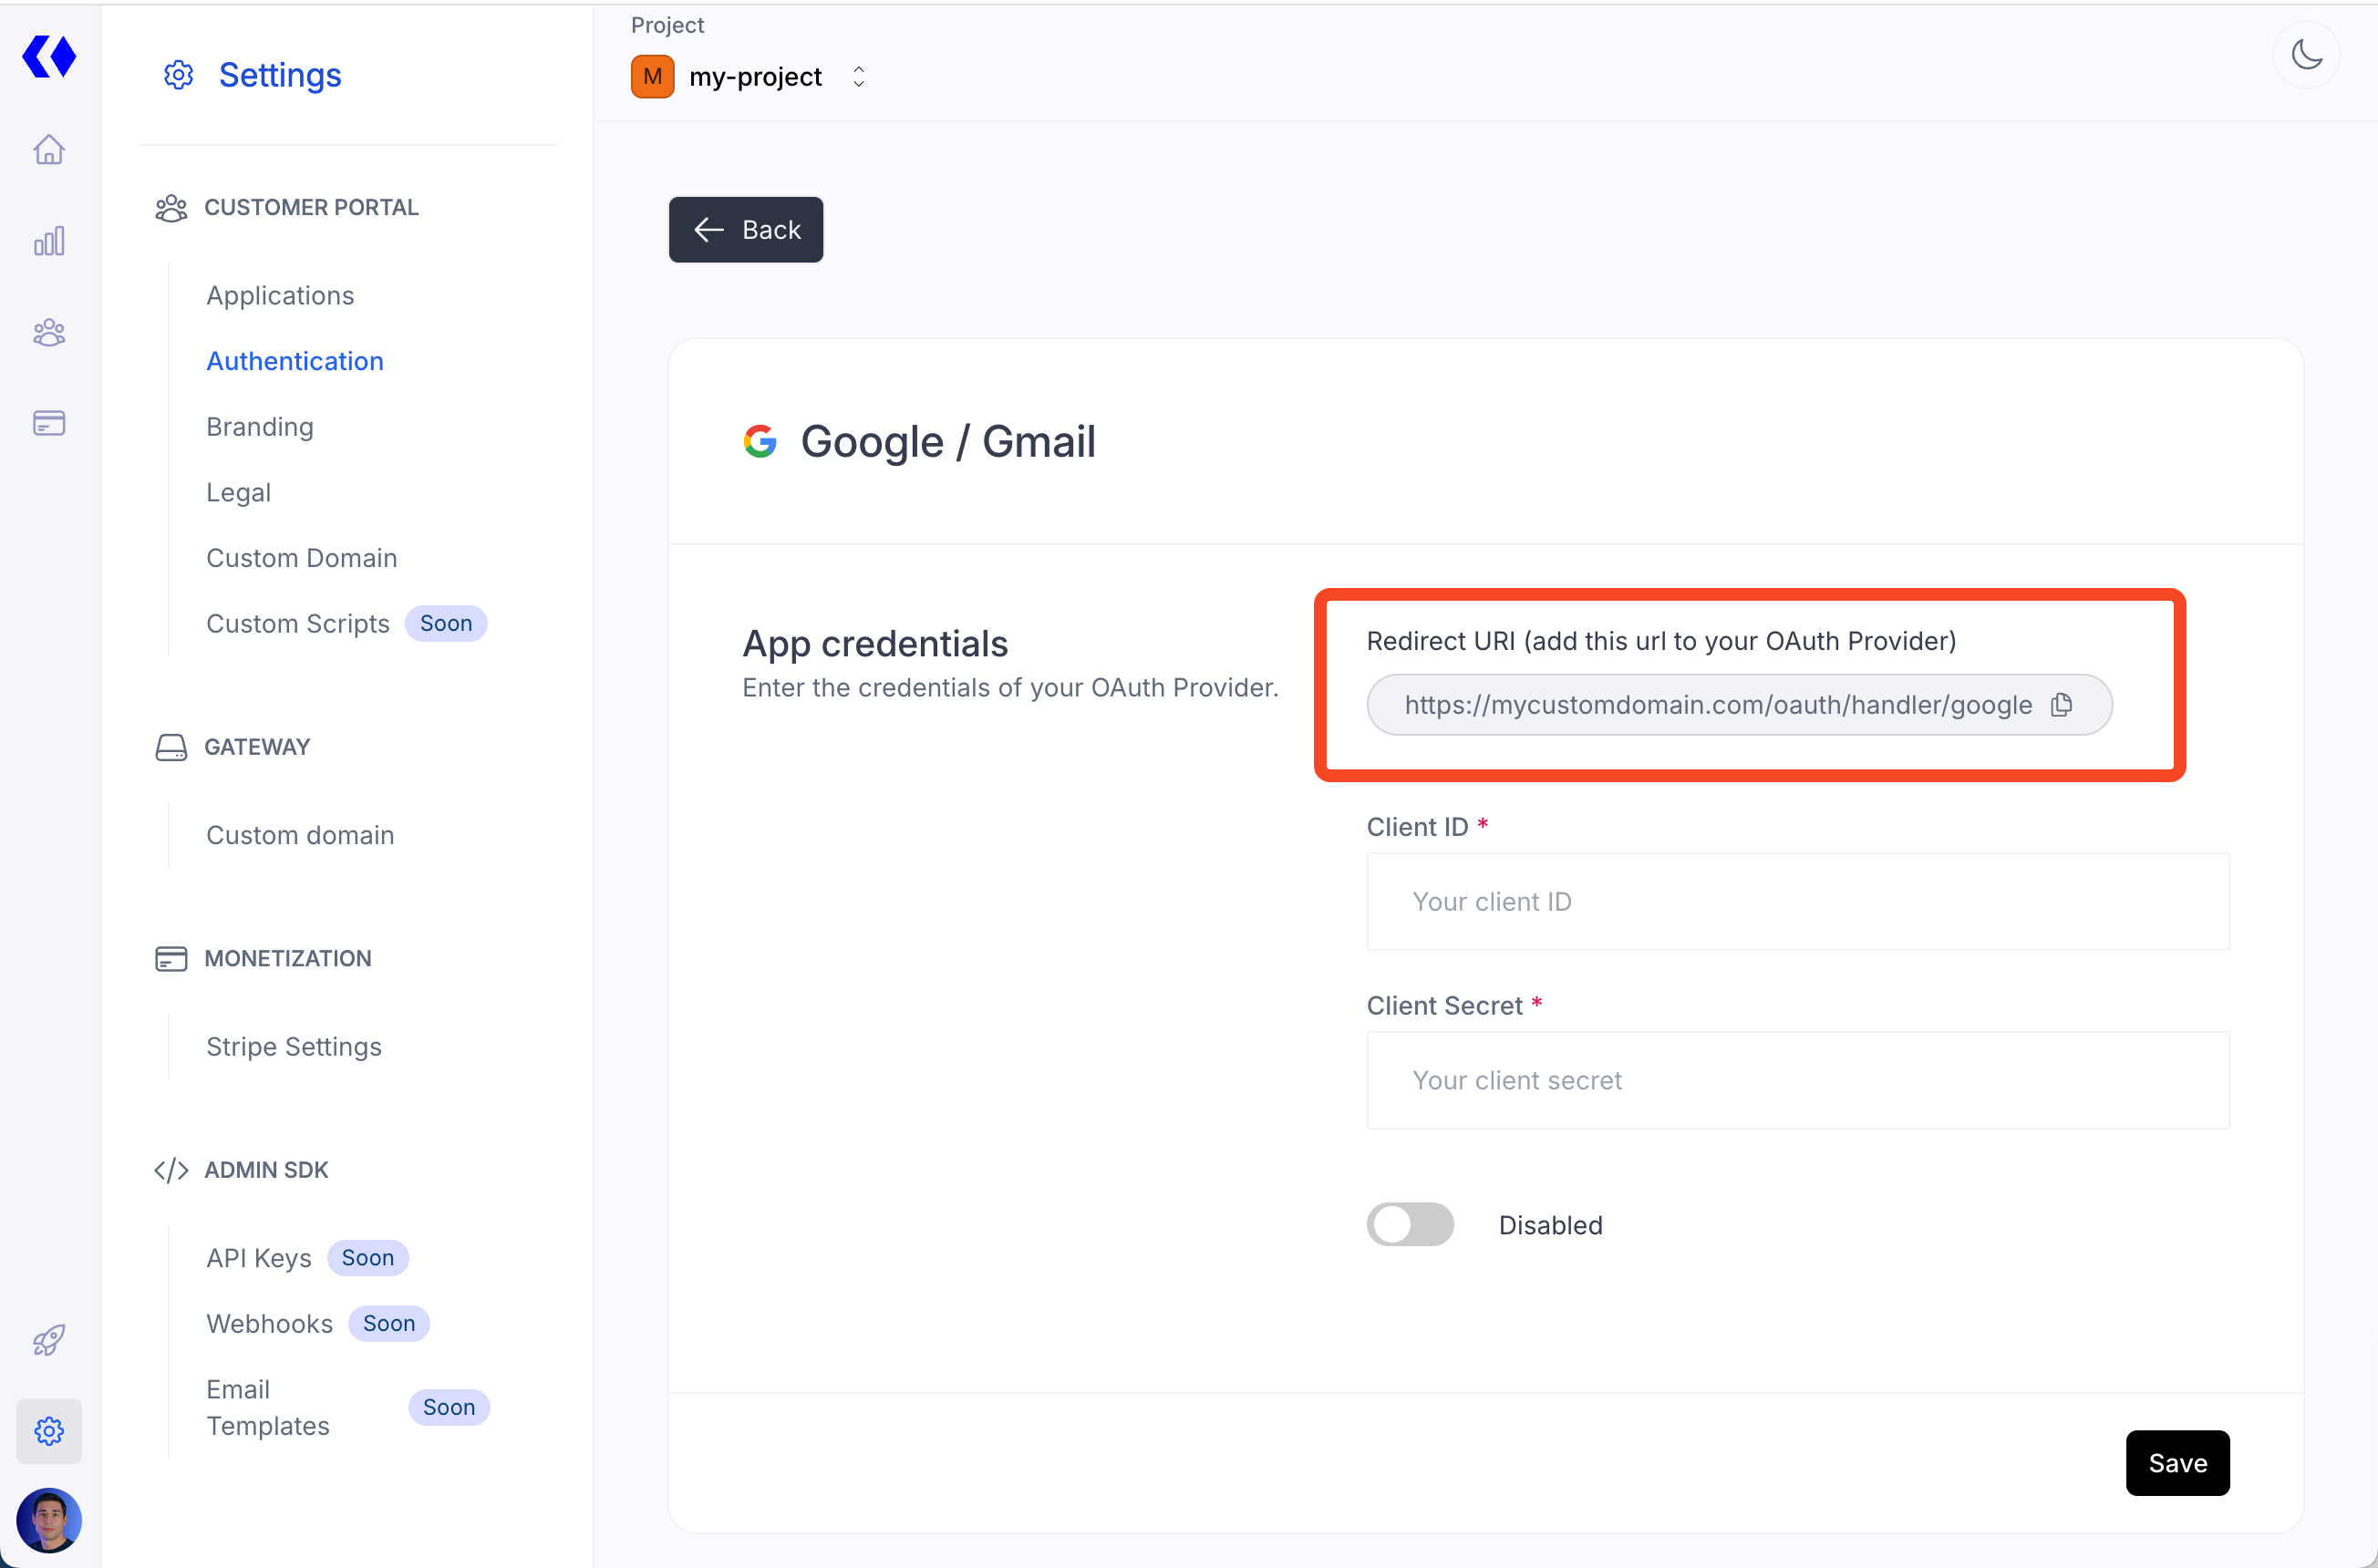 Settings
CUSTOMER PORTAL
Applications
Authentication
Branding
Legal
Custom Domain
Custom Scripts Soon
GATEWAY
Custom domain
MONETIZATION
Stripe Settings
ADMIN SDK
API Keys Soon
Webhooks Soon
Email
Templates
Soon
Project
M my-project
Back
Google / Gmail
App credentials
Enter the credentials of your OAuth Provider.
Redirect URI (add this url to your OAuth Provider)
https://mycustomdomain.com/oauth/handler/google
Client ID *
Your client ID
Client Secret *
Your client secret
Disabled
Save